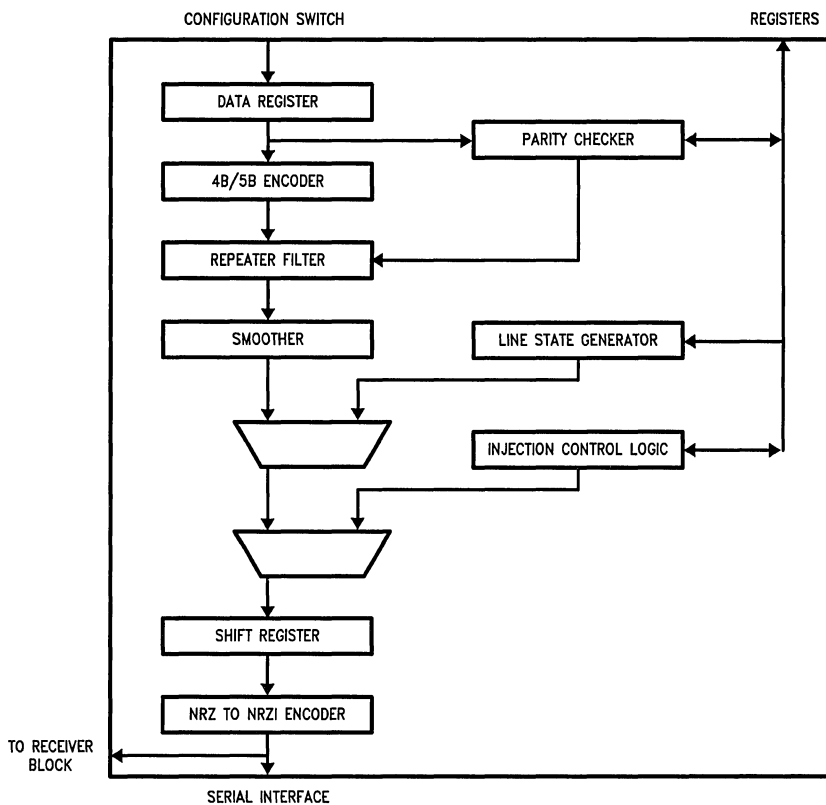 CONFIGURATION SWITCH
REGISTERS
DATA REGISTER
PARITY CHECKER
4B/5B ENCODER
REPEATER FILTER
SMOOTHER
LINE STATE GENERATOR
INJECTION CONTROL LOGIC
SHIFT REGISTER
NRZ TO NRZI ENCODER
TO RECEIVER
BLOCK
SERIAL INTERFACE